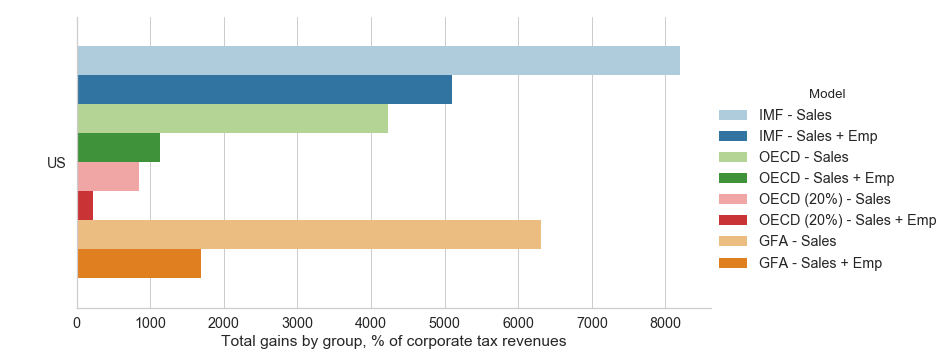 Model
IMF - Sales
IMF - Sales + Emp
OECD - Sales
OECD - Sales + Emp
OECD (20%) - Sales
OECD (20%) - Sales + Emp
GFA - Sales
GFA - Sales + Emp
US
0 1000 2000 3000 4000 5000 6000 7000 8000
Total gains by group, % of corporate tax revenues